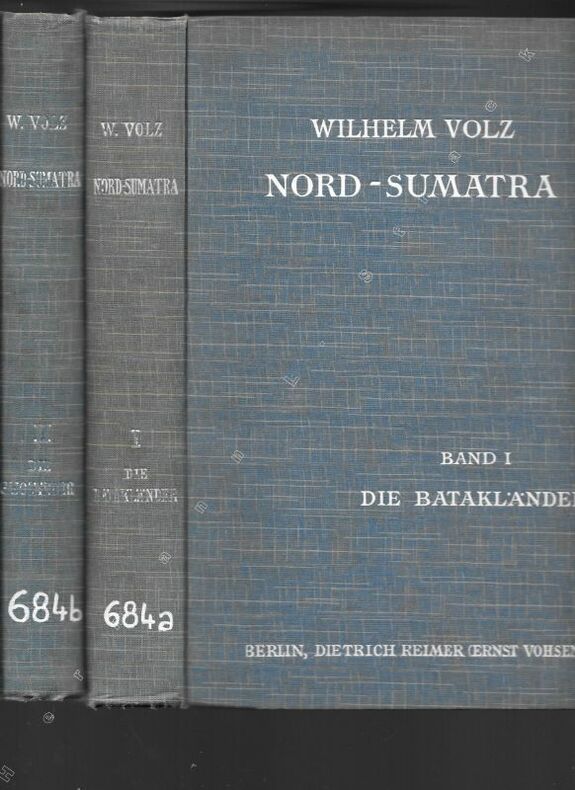 W. VOLZ
NORD-SUMATRA
II
DIE
684b
W. VOLZ
NORD-SUMATRA
I
DIE
BATAKLÄNDER
684a
WILHELM VOLZ
NORD-SUMATRA
BAND I
DIE BATAKLÄNDE
BERLIN, DIETRICH REIMER (ERNST VOHSEN